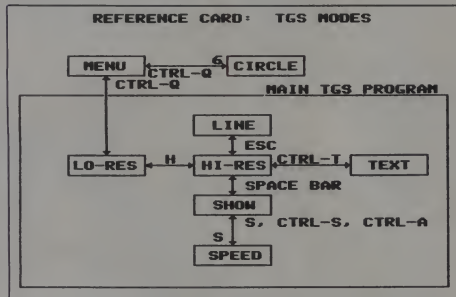 REFERENCE CARD: TGS MODES
6
MENU CIRCLE
CTRL-Q
CTRL-Q
MAIN TGS PROGRAM
LINE
ESC
LO-RES H HI-RES CTRL-T TEXT
SPACE BAR
SHOW
S, CTRL-S, CTRL-A
S
SPEED